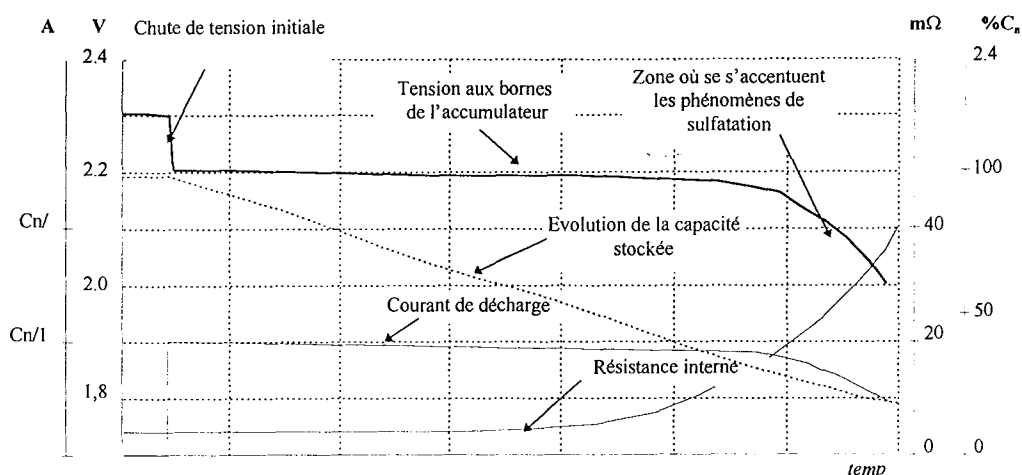 A V Chute de tension initiale mΩ %Cn
2.4 2.4
Tension aux bornes
de l'accumulateur
Zone où se s'accentuent
les phénomènes de
sulfatation
2.2 100
Cn/ 40
Evolution de la capacité
stockée
2.0 50
Courant de décharge
Cn/1 20
Résistance interne
1.8
0 0
temp